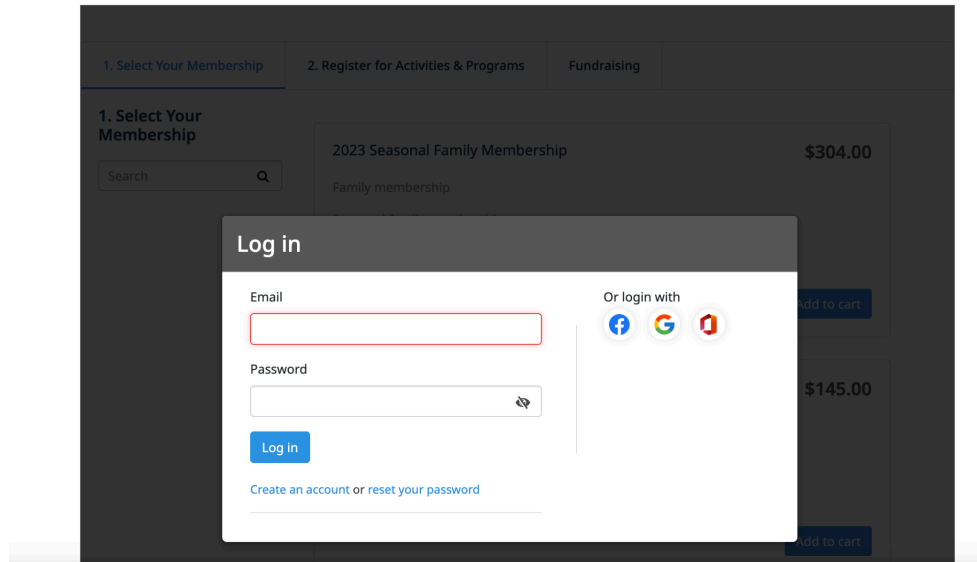 1. Select Your Membership
2. Register for Activities & Programs
Fundraising
1. Select Your
Membership
Search
2023 Seasonal Family Membership
$304.00
Family membership
Add to cart
$145.00
Add to cart
Log in
Email
Password
Log in
Create an account or reset your password
Or login with